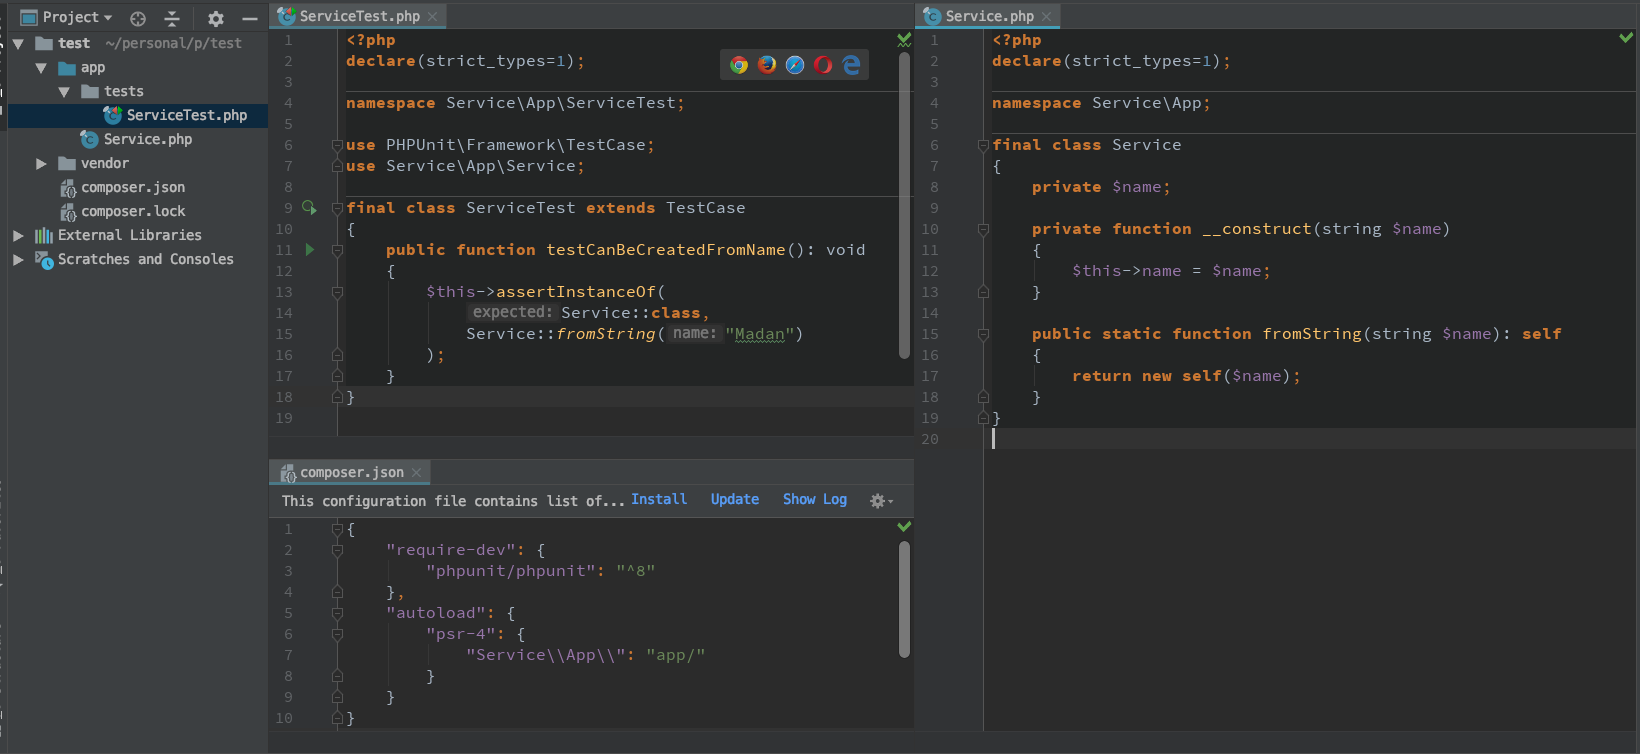 Project
test ~/personal/p/test
app
tests
ServiceTest.php
Service.php
vendor
composer.json
composer.lock
External Libraries
Scratches and Consoles
ServiceTest.php
1 <?php
2 declare(strict_types=1);
3
4 namespace Service\App\ServiceTest;
5
6 use PHPUnit\Framework\TestCase;
7 use Service\App\Service;
8
9 final class ServiceTest extends TestCase
10 {
11     public function testCanBeCreatedFromName(): void
12     {
13         $this->assertInstanceOf(
14             expected: Service::class,
15             Service::fromString( name: "Madan")
16         );
17     }
18 }
19
composer.json
This configuration file contains list of... Install Update Show Log
1 {
2     "require-dev": {
3         "phpunit/phpunit": "^8"
4     },
5     "autoload": {
6         "psr-4": {
7             "Service\\App\\": "app/"
8         }
9     }
10 }
Service.php
1 <?php
2 declare(strict_types=1);
3
4 namespace Service\App;
5
6 final class Service
7 {
8     private $name;
9
10     private function __construct(string $name)
11     {
12         $this->name = $name;
13     }
14
15     public static function fromString(string $name): self
16     {
17         return new self($name);
18     }
19 }
20